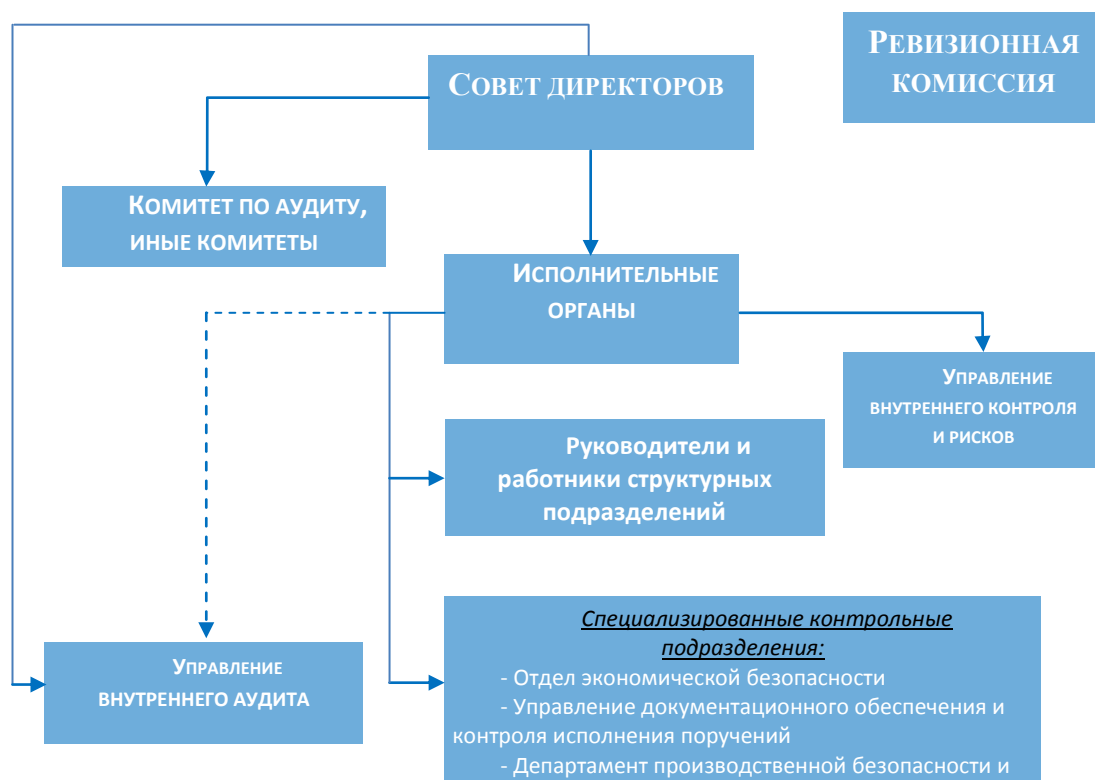 СОВЕТ ДИРЕКТОРОВ
РЕВИЗИОННАЯ
КОМИССИЯ
КОМИТЕТ ПО АУДИТУ,
ИНЫЕ КОМИТЕТЫ
ИСПОЛНИТЕЛЬНЫЕ
ОРГАНЫ
УПРАВЛЕНИЕ
ВНУТРЕННЕГО КОНТРОЛЯ
И РИСКОВ
Руководители и
работники структурных
подразделений
Специализированные контрольные
подразделения:
- Отдел экономической безопасности
- Управление документационного обеспечения и
контроля исполнения поручений
- Департамент производственной безопасности и
УПРАВЛЕНИЕ
ВНУТРЕННЕГО АУДИТА